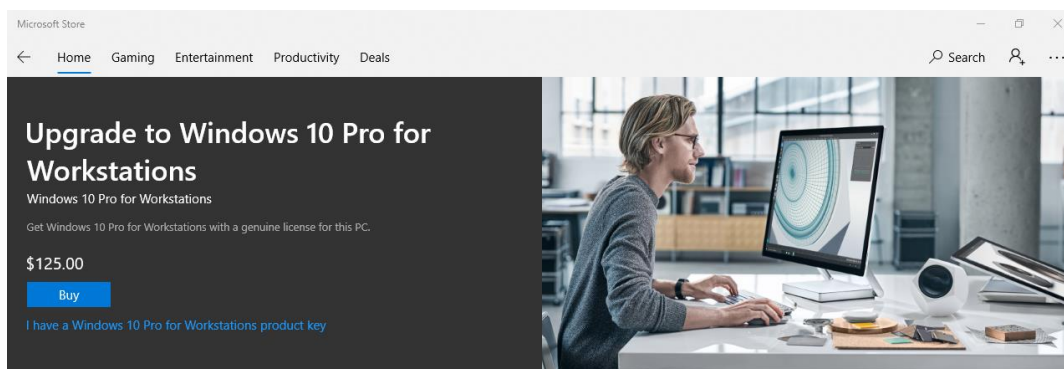 Microsoft Store
Home Gaming Entertainment Productivity Deals Search
Upgrade to Windows 10 Pro for
Workstations
Windows 10 Pro for Workstations
Get Windows 10 Pro for Workstations with a genuine license for this PC.
$125.00
Buy
I have a Windows 10 Pro for Workstations product key